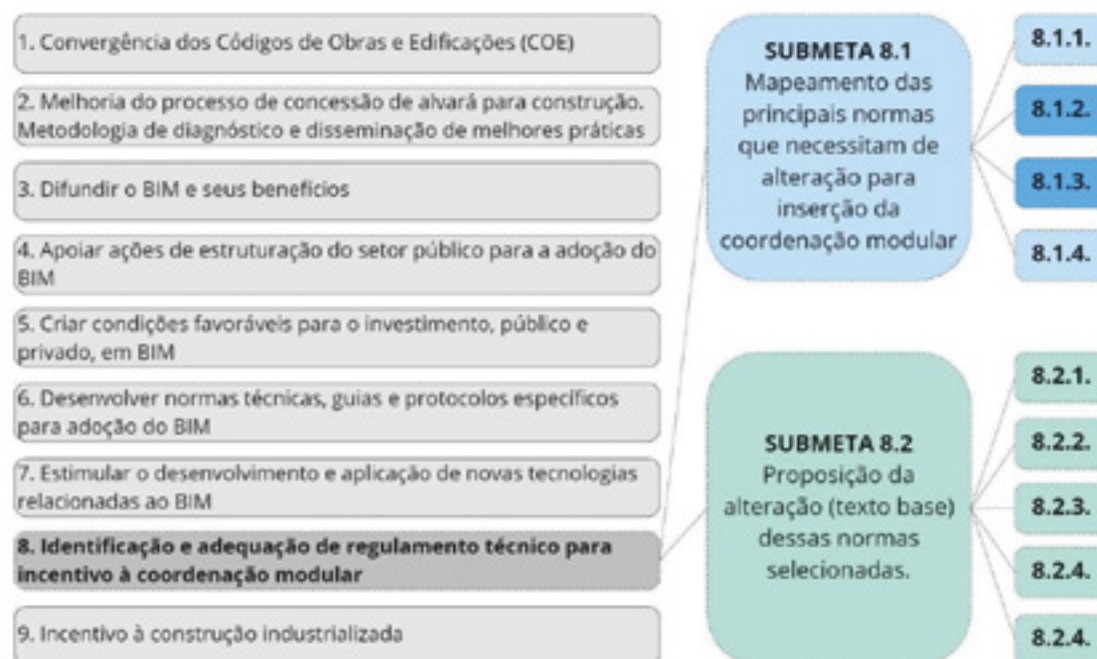 1. Convergência dos Códigos de Obras e Edificações (COE)
2. Melhoria do processo de concessão de alvará para construção.
Metodologia de diagnóstico e disseminação de melhores práticas
3. Difundir o BIM e seus benefícios
4. Apoiar ações de estruturação do setor público para a adoção do
BIM
5. Criar condições favoráveis para o investimento, público e
privado, em BIM
6. Desenvolver normas técnicas, guias e protocolos específicos
para adoção do BIM
7. Estimular o desenvolvimento e aplicação de novas tecnologias
relacionadas ao BIM
8. Identificação e adequação de regulamento técnico para
incentivo à coordenação modular
9. Incentivo à construção industrializada
SUBMETA 8.1
Mapeamento das
principais normas
que necessitam de
alteração para
inserção da
coordenação modular
8.1.1.
8.1.2.
8.1.3.
8.1.4.
SUBMETA 8.2
Proposição da
alteração (texto base)
dessas normas
selecionadas.
8.2.1.
8.2.2.
8.2.3.
8.2.4.
8.2.4.